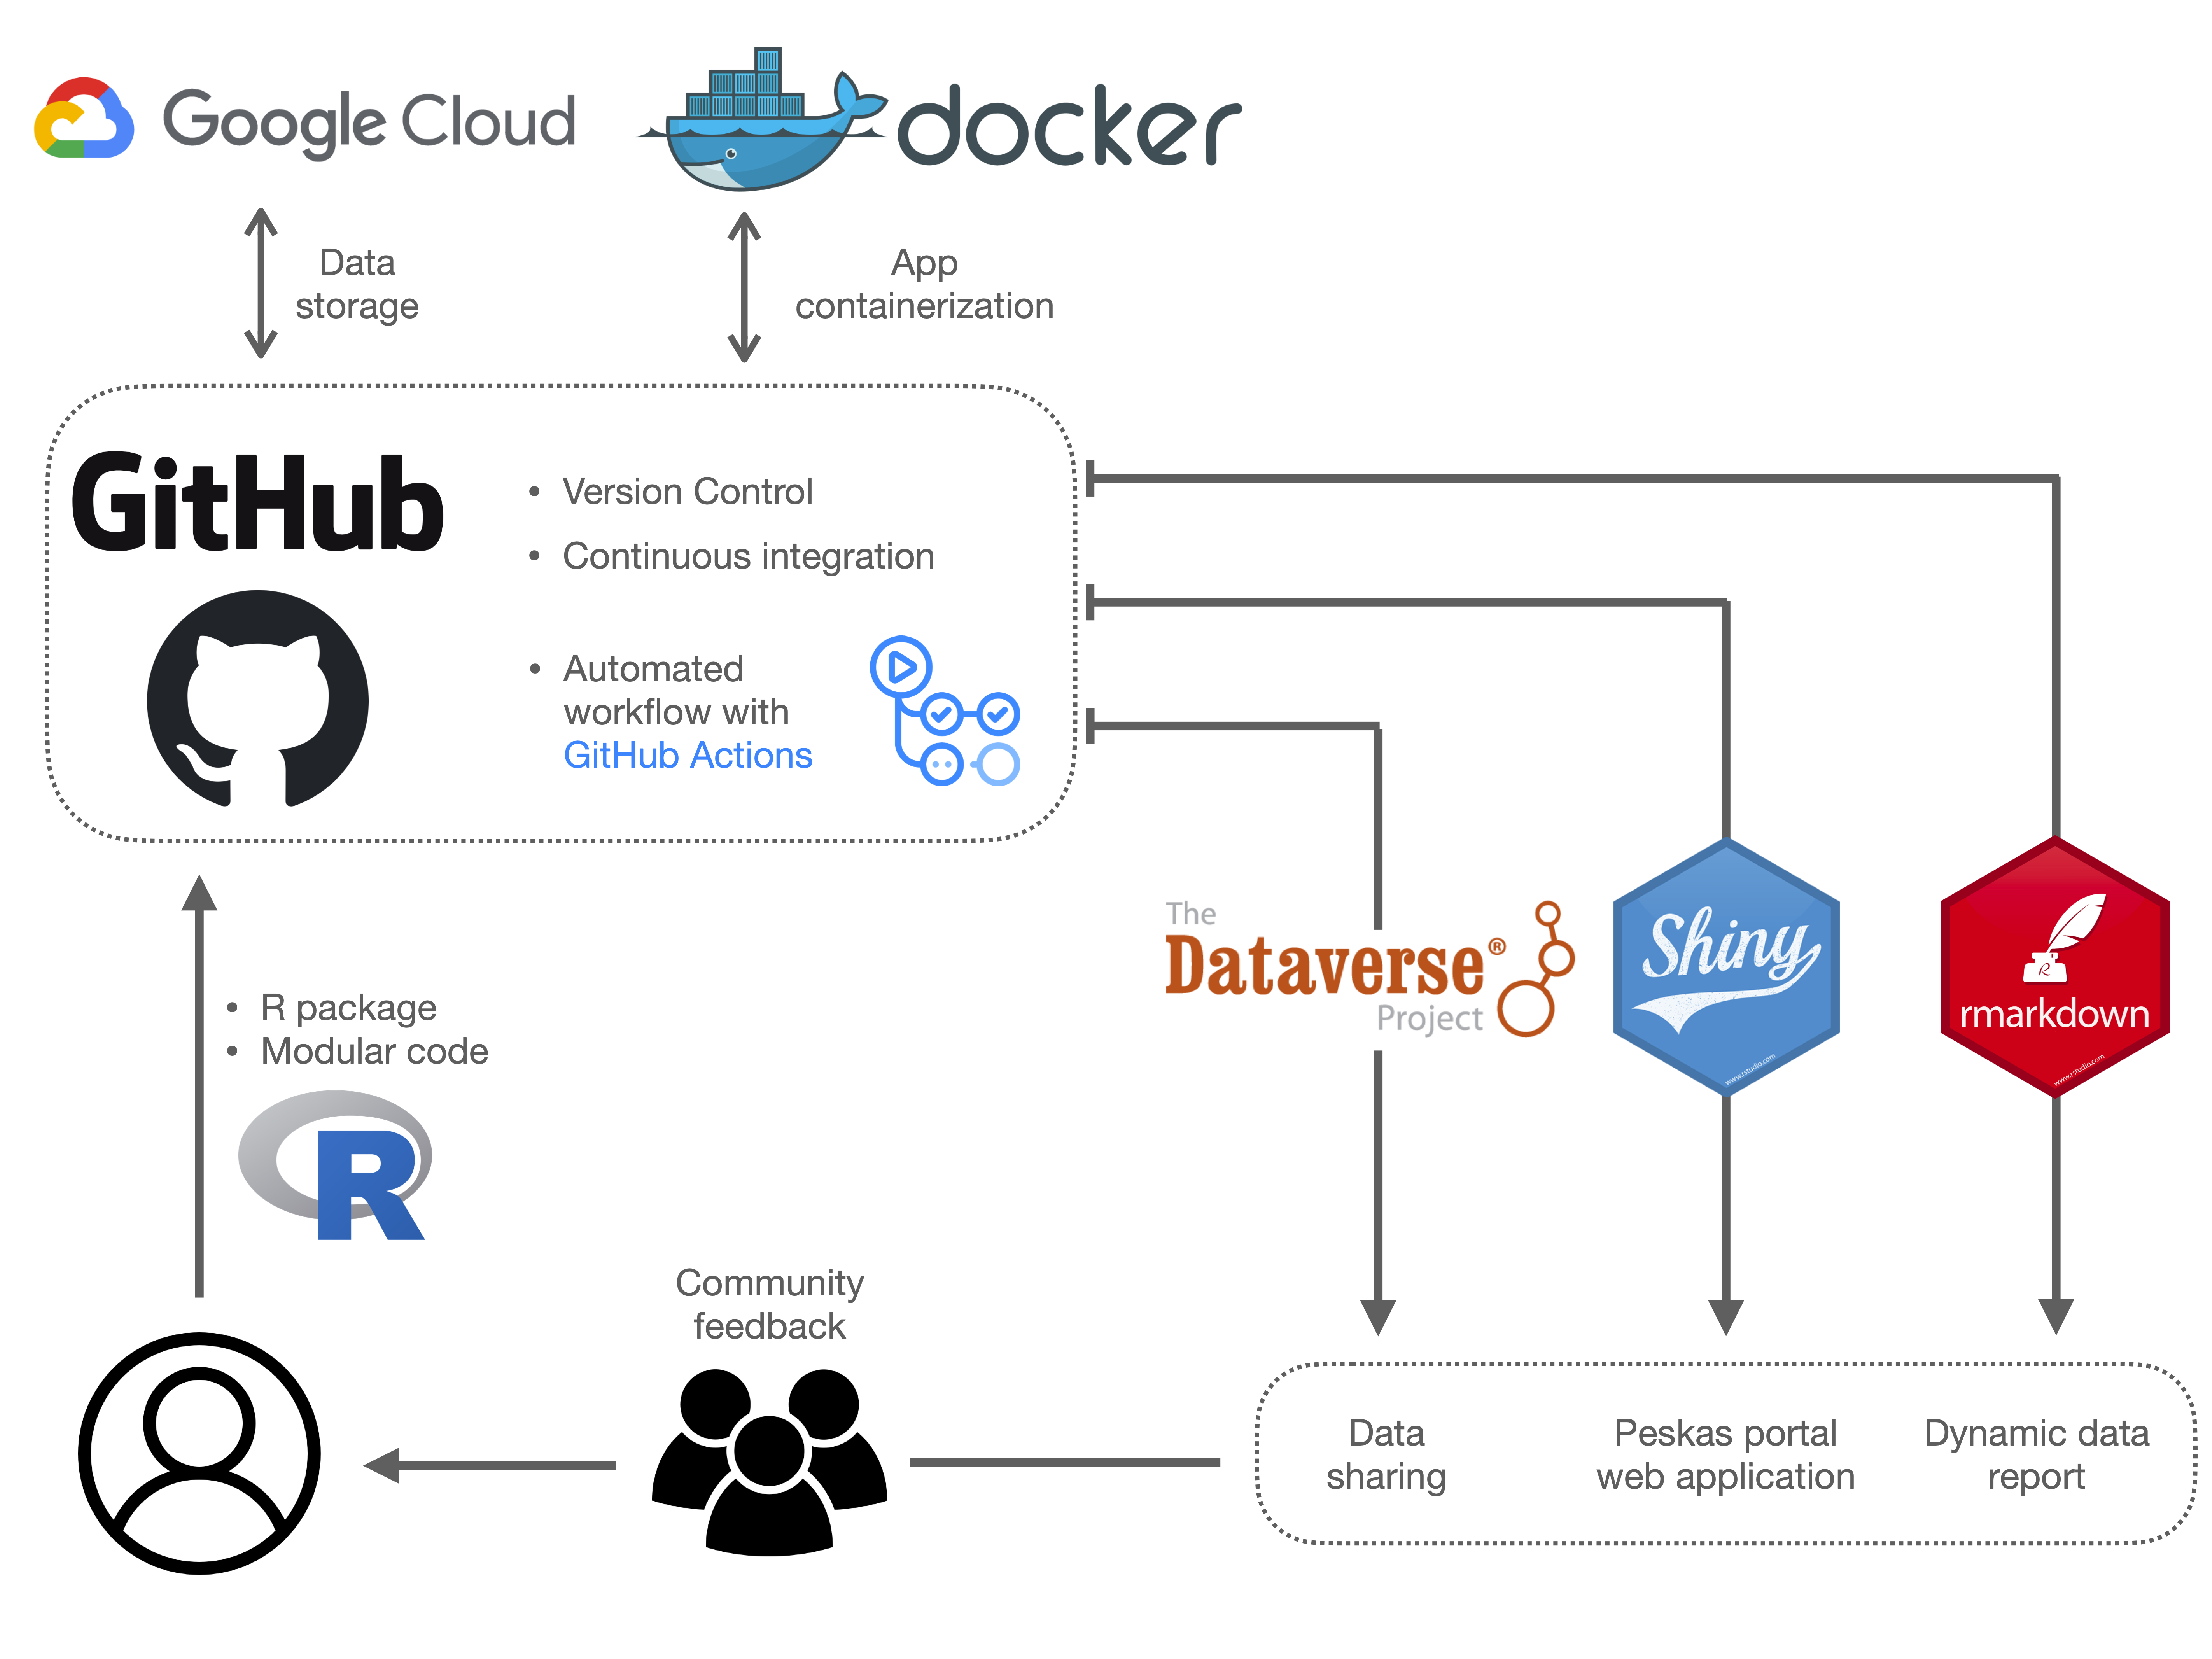 Google Cloud
docker
Data
storage
App
containerization
GitHub
• Version Control
• Continuous integration
• Automated
workflow with
GitHub Actions
The
Dataverse®
Project
Shiny
www.rstudio.com
R
rmarkdown
www.rstudio.com
• R package
• Modular code
R
Community
feedback
Data
sharing
Peskas portal
web application
Dynamic data
report